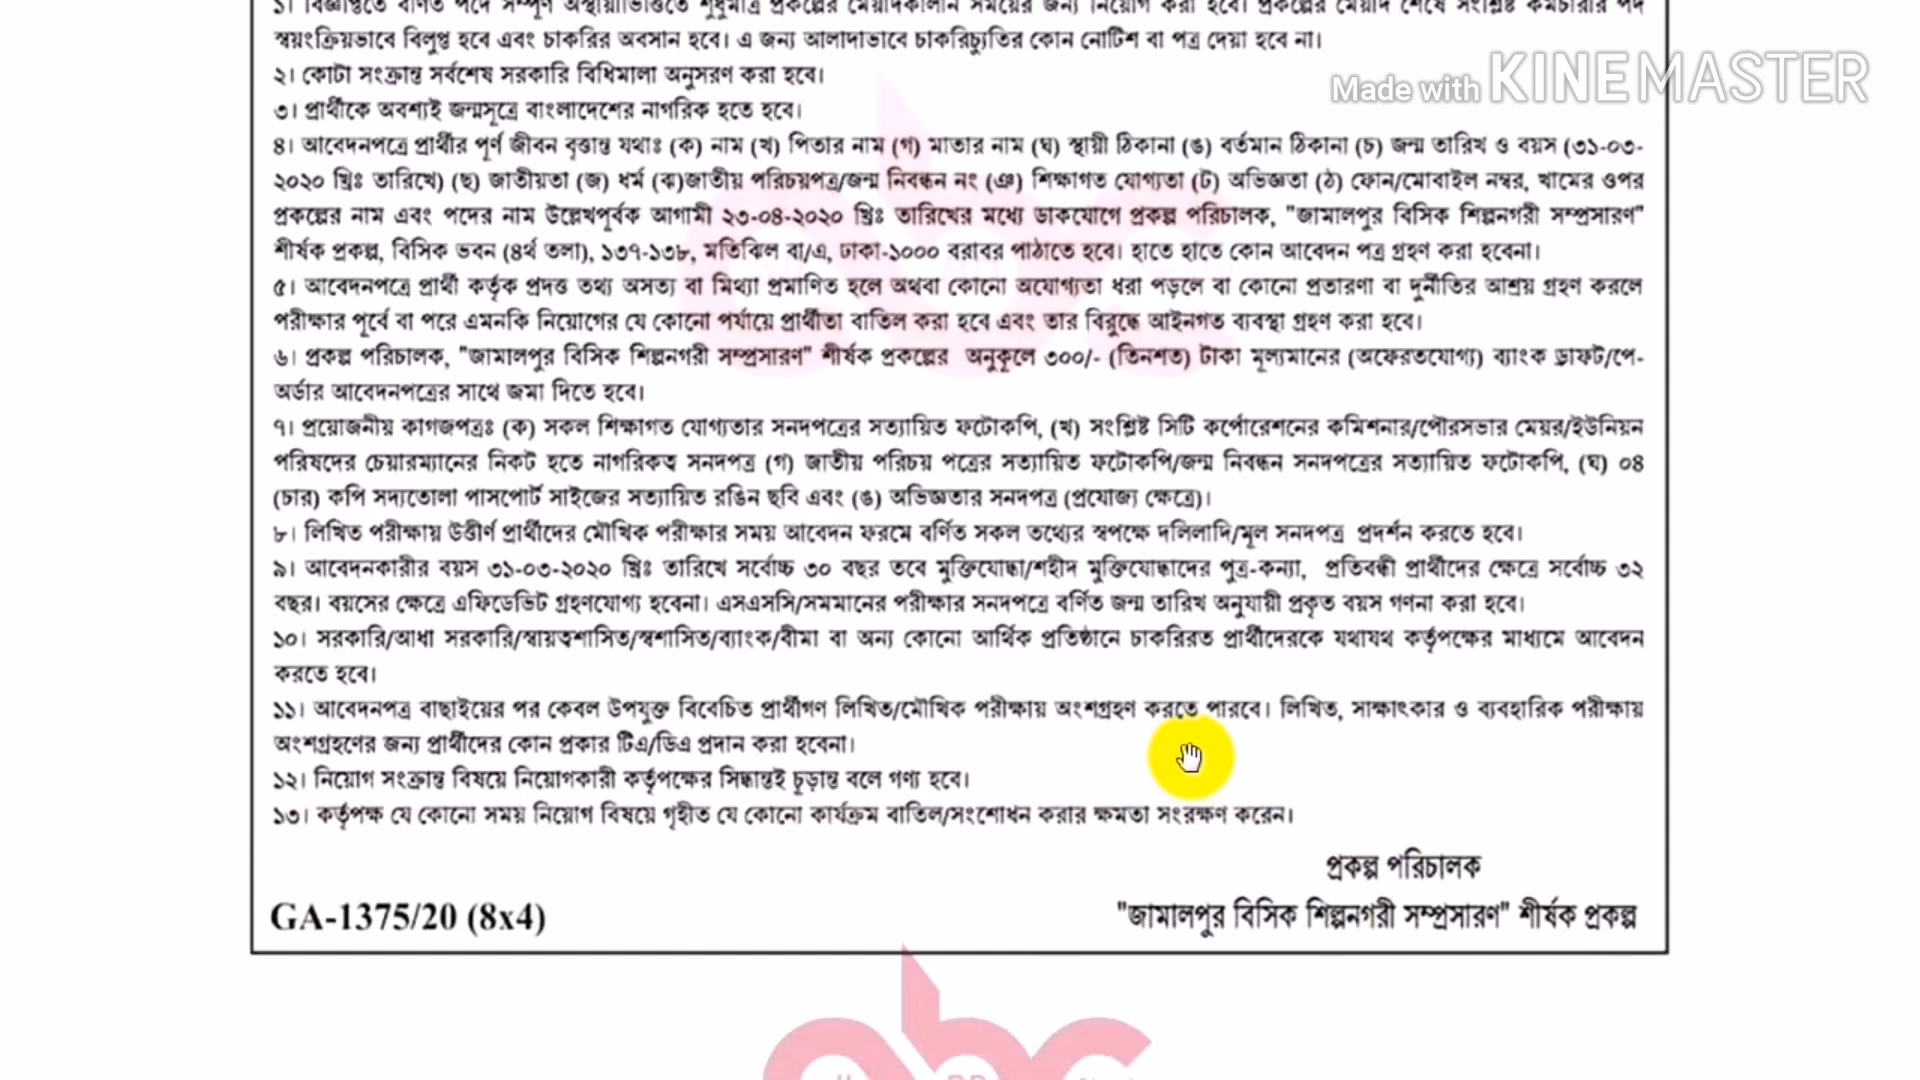 ১। বিজ্ঞপ্তিতে বর্ণিত পদে সম্পূর্ণ অস্থায়ীভিত্তিতে শুধুমাত্র প্রকল্পের মেয়াদকালীন সময়ের জন্য নিয়োগ করা হবে। প্রকল্পের মেয়াদ শেষে সংশ্লিষ্ট কর্মচারীর পদ
স্বয়ংক্রিয়ভাবে বিলুপ্ত হবে এবং চাকরির অবসান হবে। এ জন্য আলাদাভাবে চাকরিচ্যুতির কোন নোটিশ বা পত্র দেয়া হবে না।
Made with KINEMASTER
২। কোটা সংক্রান্ত সর্বশেষ সরকারি বিধিমালা অনুসরণ করা হবে।
৩। প্রার্থীকে অবশ্যই জন্মসূত্রে বাংলাদেশের নাগরিক হতে হবে।
৪। আবেদনপত্রে প্রার্থীর পূর্ণ জীবন বৃত্তান্ত যথাঃ (ক) নাম (খ) পিতার নাম (গ) মাতার নাম (ঘ) স্থায়ী ঠিকানা (ঙ) বর্তমান ঠিকানা (চ) জন্ম তারিখ ও বয়স (৩১-০৩-
২০২০ খ্রিঃ তারিখে) (ছ) জাতীয়তা (জ) ধর্ম (ঝ)জাতীয় পরিচয়পত্র/জন্ম নিবন্ধন নং (ঞ) শিক্ষাগত যোগ্যতা (ট) অভিজ্ঞতা (ঠ) ফোন/মোবাইল নম্বর, খামের ওপর
প্রকল্পের নাম এবং পদের নাম উল্লেখপূর্বক আগামী ২৩-০৪-২০২০ খ্রিঃ তারিখের মধ্যে ডাকযোগে প্রকল্প পরিচালক, "জামালপুর বিসিক শিল্পনগরী সম্প্রসারণ"
শীর্ষক প্রকল্প, বিসিক ভবন (৪র্থ তলা), ১৩৭-১৩৮, মতিঝিল বা/এ, ঢাকা-১০০০ বরাবর পাঠাতে হবে। হাতে হাতে কোন আবেদন পত্র গ্রহণ করা হবেনা।
৫। আবেদনপত্রে প্রার্থী কর্তৃক প্রদত্ত তথ্য অসত্য বা মিথ্যা প্রমাণিত হলে অথবা কোনো অযোগ্যতা ধরা পড়লে বা কোনো প্রতারণা বা দুর্নীতির আশ্রয় গ্রহণ করলে
পরীক্ষার পূর্বে বা পরে এমনকি নিয়োগের যে কোনো পর্যায়ে প্রার্থীতা বাতিল করা হবে এবং তার বিরুদ্ধে আইনগত ব্যবস্থা গ্রহণ করা হবে।
৬। প্রকল্প পরিচালক, "জামালপুর বিসিক শিল্পনগরী সম্প্রসারণ" শীর্ষক প্রকল্পের অনুকূলে ৩০০/- (তিনশত) টাকা মূল্যমানের (অফেরতযোগ্য) ব্যাংক ড্রাফট/পে-
অর্ডার আবেদনপত্রের সাথে জমা দিতে হবে।
৭। প্রয়োজনীয় কাগজপত্রঃ (ক) সকল শিক্ষাগত যোগ্যতার সনদপত্রের সত্যায়িত ফটোকপি, (খ) সংশ্লিষ্ট সিটি কর্পোরেশনের কমিশনার/পৌরসভার মেয়র/ইউনিয়ন
পরিষদের চেয়ারম্যানের নিকট হতে নাগরিকত্ব সনদপত্র (গ) জাতীয় পরিচয় পত্রের সত্যায়িত ফটোকপি/জন্ম নিবন্ধন সনদপত্রের সত্যায়িত ফটোকপি, (ঘ) ০৪
(চার) কপি সদ্যতোলা পাসপোর্ট সাইজের সত্যায়িত রঙিন ছবি এবং (ঙ) অভিজ্ঞতার সনদপত্র (প্রযোজ্য ক্ষেত্রে)।
৮। লিখিত পরীক্ষায় উত্তীর্ণ প্রার্থীদের মৌখিক পরীক্ষার সময় আবেদন ফরমে বর্ণিত সকল তথ্যের স্বপক্ষে দলিলাদি/মূল সনদপত্র প্রদর্শন করতে হবে।
৯। আবেদনকারীর বয়স ৩১-০৩-২০২০ খ্রিঃ তারিখে সর্বোচ্চ ৩০ বছর তবে মুক্তিযোদ্ধা/শহীদ মুক্তিযোদ্ধাদের পুত্র-কন্যা, প্রতিবন্ধী প্রার্থীদের ক্ষেত্রে সর্বোচ্চ ৩২
বছর। বয়সের ক্ষেত্রে এফিডেভিট গ্রহণযোগ্য হবেনা। এসএসসি/সমমানের পরীক্ষার সনদপত্রে বর্ণিত জন্ম তারিখ অনুযায়ী প্রকৃত বয়স গণনা করা হবে।
১০। সরকারি/আধা সরকারি/স্বায়ত্বশাসিত/স্বশাসিত/ব্যাংক/বীমা বা অন্য কোনো আর্থিক প্রতিষ্ঠানে চাকরিরত প্রার্থীদেরকে যথাযথ কর্তৃপক্ষের মাধ্যমে আবেদন
করতে হবে।
১১। আবেদনপত্র বাছাইয়ের পর কেবল উপযুক্ত বিবেচিত প্রার্থীগণ লিখিত/মৌখিক পরীক্ষায় অংশগ্রহণ করতে পারবে। লিখিত, সাক্ষাৎকার ও ব্যবহারিক পরীক্ষায়
অংশগ্রহণের জন্য প্রার্থীদের কোন প্রকার টিএ/ডিএ প্রদান করা হবেনা।
১২। নিয়োগ সংক্রান্ত বিষয়ে নিয়োগকারী কর্তৃপক্ষের সিদ্ধান্তই চূড়ান্ত বলে গণ্য হবে।
১৩। কর্তৃপক্ষ যে কোনো সময় নিয়োগ বিষয়ে গৃহীত যে কোনো কার্যক্রম বাতিল/সংশোধন করার ক্ষমতা সংরক্ষণ করেন।
প্রকল্প পরিচালক
GA-1375/20 (8x4)
"জামালপুর বিসিক শিল্পনগরী সম্প্রসারণ" শীর্ষক প্রকল্প
abc